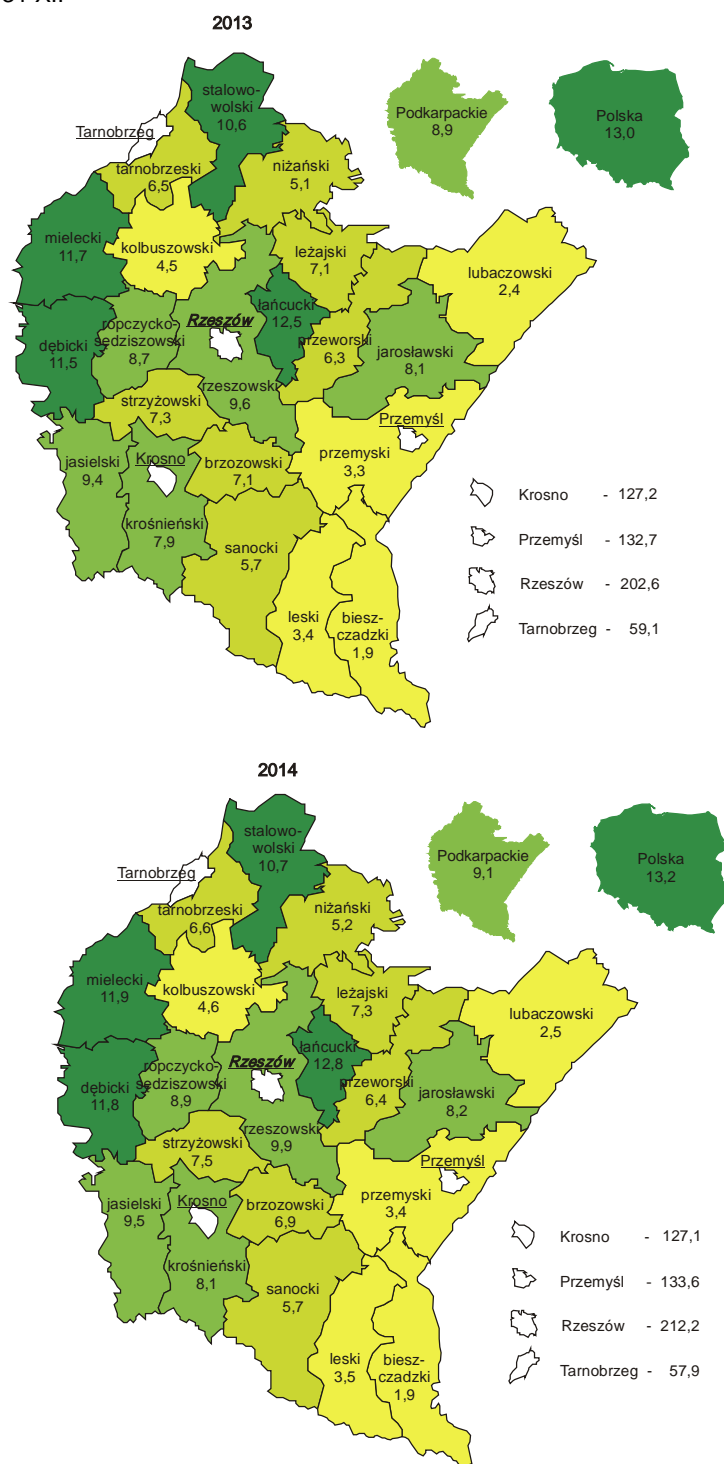 2013
stalowo-
wolski
10,6
Podkarpackie
8,9
Polska
13,0
Tarnobrzeg
tarnobrzeski
6,5
niżański
5,1
mielecki
11,7
kolbuszowski
4,5
leżajski
7,1
lubaczowski
2,4
łańcucki
12,5
Rzeszów
ropczycko-
sędziszowski
8,7
dębicki
11,5
przeworski
6,3
jarosławski
8,1
strzyżowski
7,3
rzeszowski
9,6
Przemyśl
jasielski
9,4
Krosno
brzozowski
7,1
przemyski
3,3
krośnieński
7,9
sanocki
5,7
leski
3,4
biesz-
czadzki
1,9
Krosno - 127,2
Przemyśl - 132,7
Rzeszów - 202,6
Tarnobrzeg - 59,1
2014
stalowo-
wolski
10,7
Podkarpackie
9,1
Polska
13,2
Tarnobrzeg
tarnobrzeski
6,6
niżański
5,2
mielecki
11,9
kolbuszowski
4,6
leżajski
7,3
lubaczowski
2,5
łańcucki
12,8
Rzeszów
ropczycko-
sędziszowski
8,9
dębicki
11,8
przeworski
6,4
jarosławski
8,2
strzyżowski
7,5
rzeszowski
9,9
Przemyśl
jasielski
9,5
Krosno
brzozowski
6,9
przemyski
3,4
krośnieński
8,1
sanocki
5,7
leski
3,5
biesz-
czadzki
1,9
Krosno - 127,1
Przemyśl - 133,6
Rzeszów - 212,2
Tarnobrzeg - 57,9